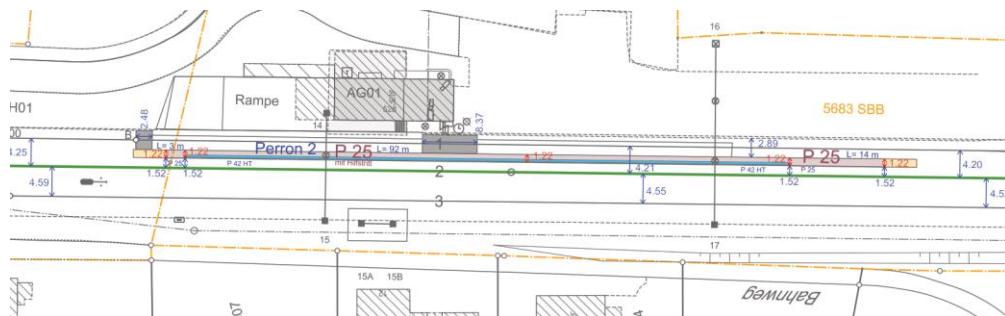 16
Rampe
AG01
5683 SBB
H01
00
14
B
2.48
8.37
1
L= 3 m
Perron 2
P 25
L= 92 m
mit Hilfstritt
2.89
P 25
L= 14 m
1.22
1.22
1.22
1.22
1.22
4.25
P 25
P 42 HT
2
4.21
P 42 HT
P 25
4.20
1.52
1.52
1.52
1.52
4.59
4.55
3
15
17
15A
15B
Bahnweg